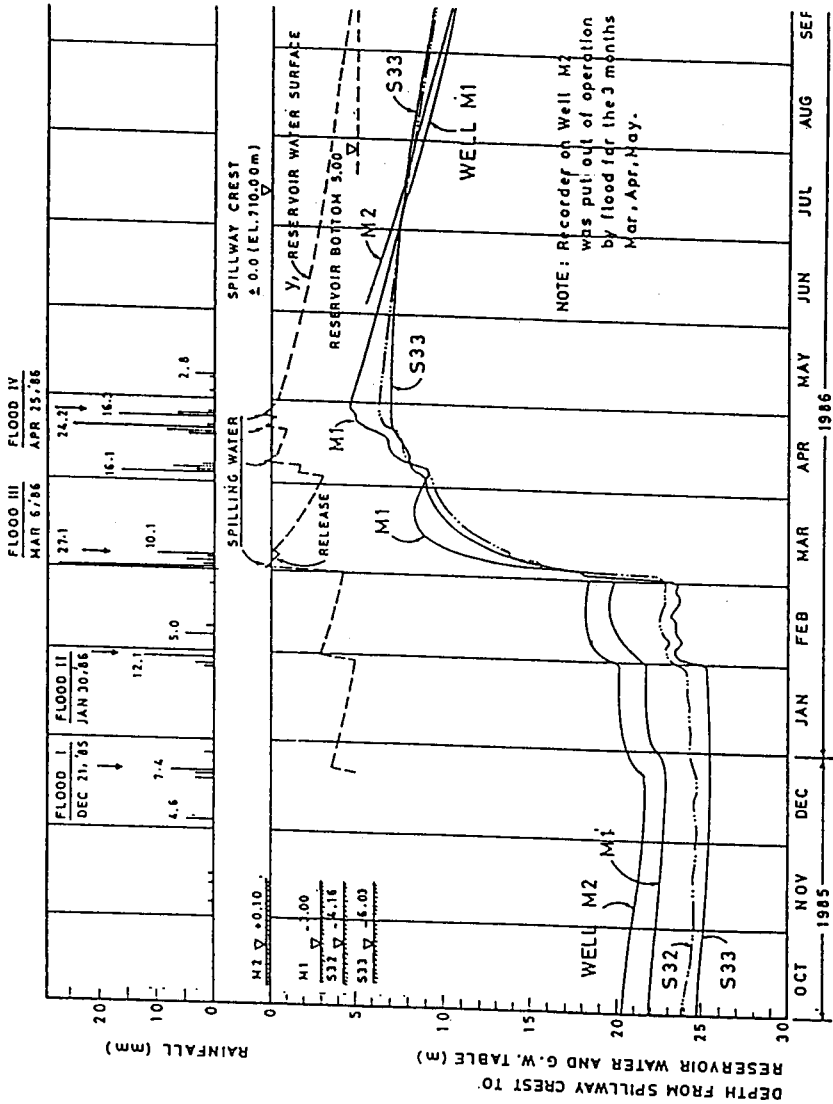 FLOOD I
DEC 21,'85
FLOOD II
JAN 30,'86
FLOOD III
MAR 6,'86
FLOOD IV
APR 25,'86
RAINFALL (mm)
20
10
0
4.6
7.4
12.1
5.0
27.1
10.1
16.1
24.2
2.8
SPILLING WATER
RELEASE
SPILLWAY CREST
± 0.0 (EL.710.00m)
y, RESERVOIR WATER SURFACE
RESERVOIR BOTTOM 5.00
M2 +0.10
M1 -3.00
S32 -4.16
S33 -6.03
DEPTH FROM SPILLWAY CREST TO
RESERVOIR WATER AND G.W. TABLE (m)
0
5
10
15
20
25
30
WELL M2
M1
S32
S33
M1
M1
S33
M2
WELL M1
S33
NOTE: Recorder on Well M2
was put out of operation
by flood for the 3 months
Mar, Apr, May.
OCT
NOV
DEC
JAN
FEB
MAR
APR
MAY
JUN
JUL
AUG
SEP
1985
1986